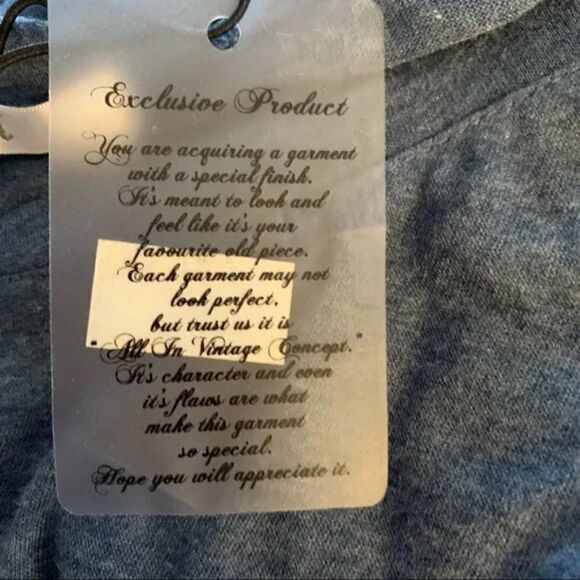 Exclusive Product
You are acquiring a garment
with a special finish.
It's meant to look and
feel like it's your
favourite old piece.
Each garment may not
look perfect,
but trust us it is
"All In Vintage Concept."
It's character and even
it's flaws are what
make this garment
so special.
Hope you will appreciate it.